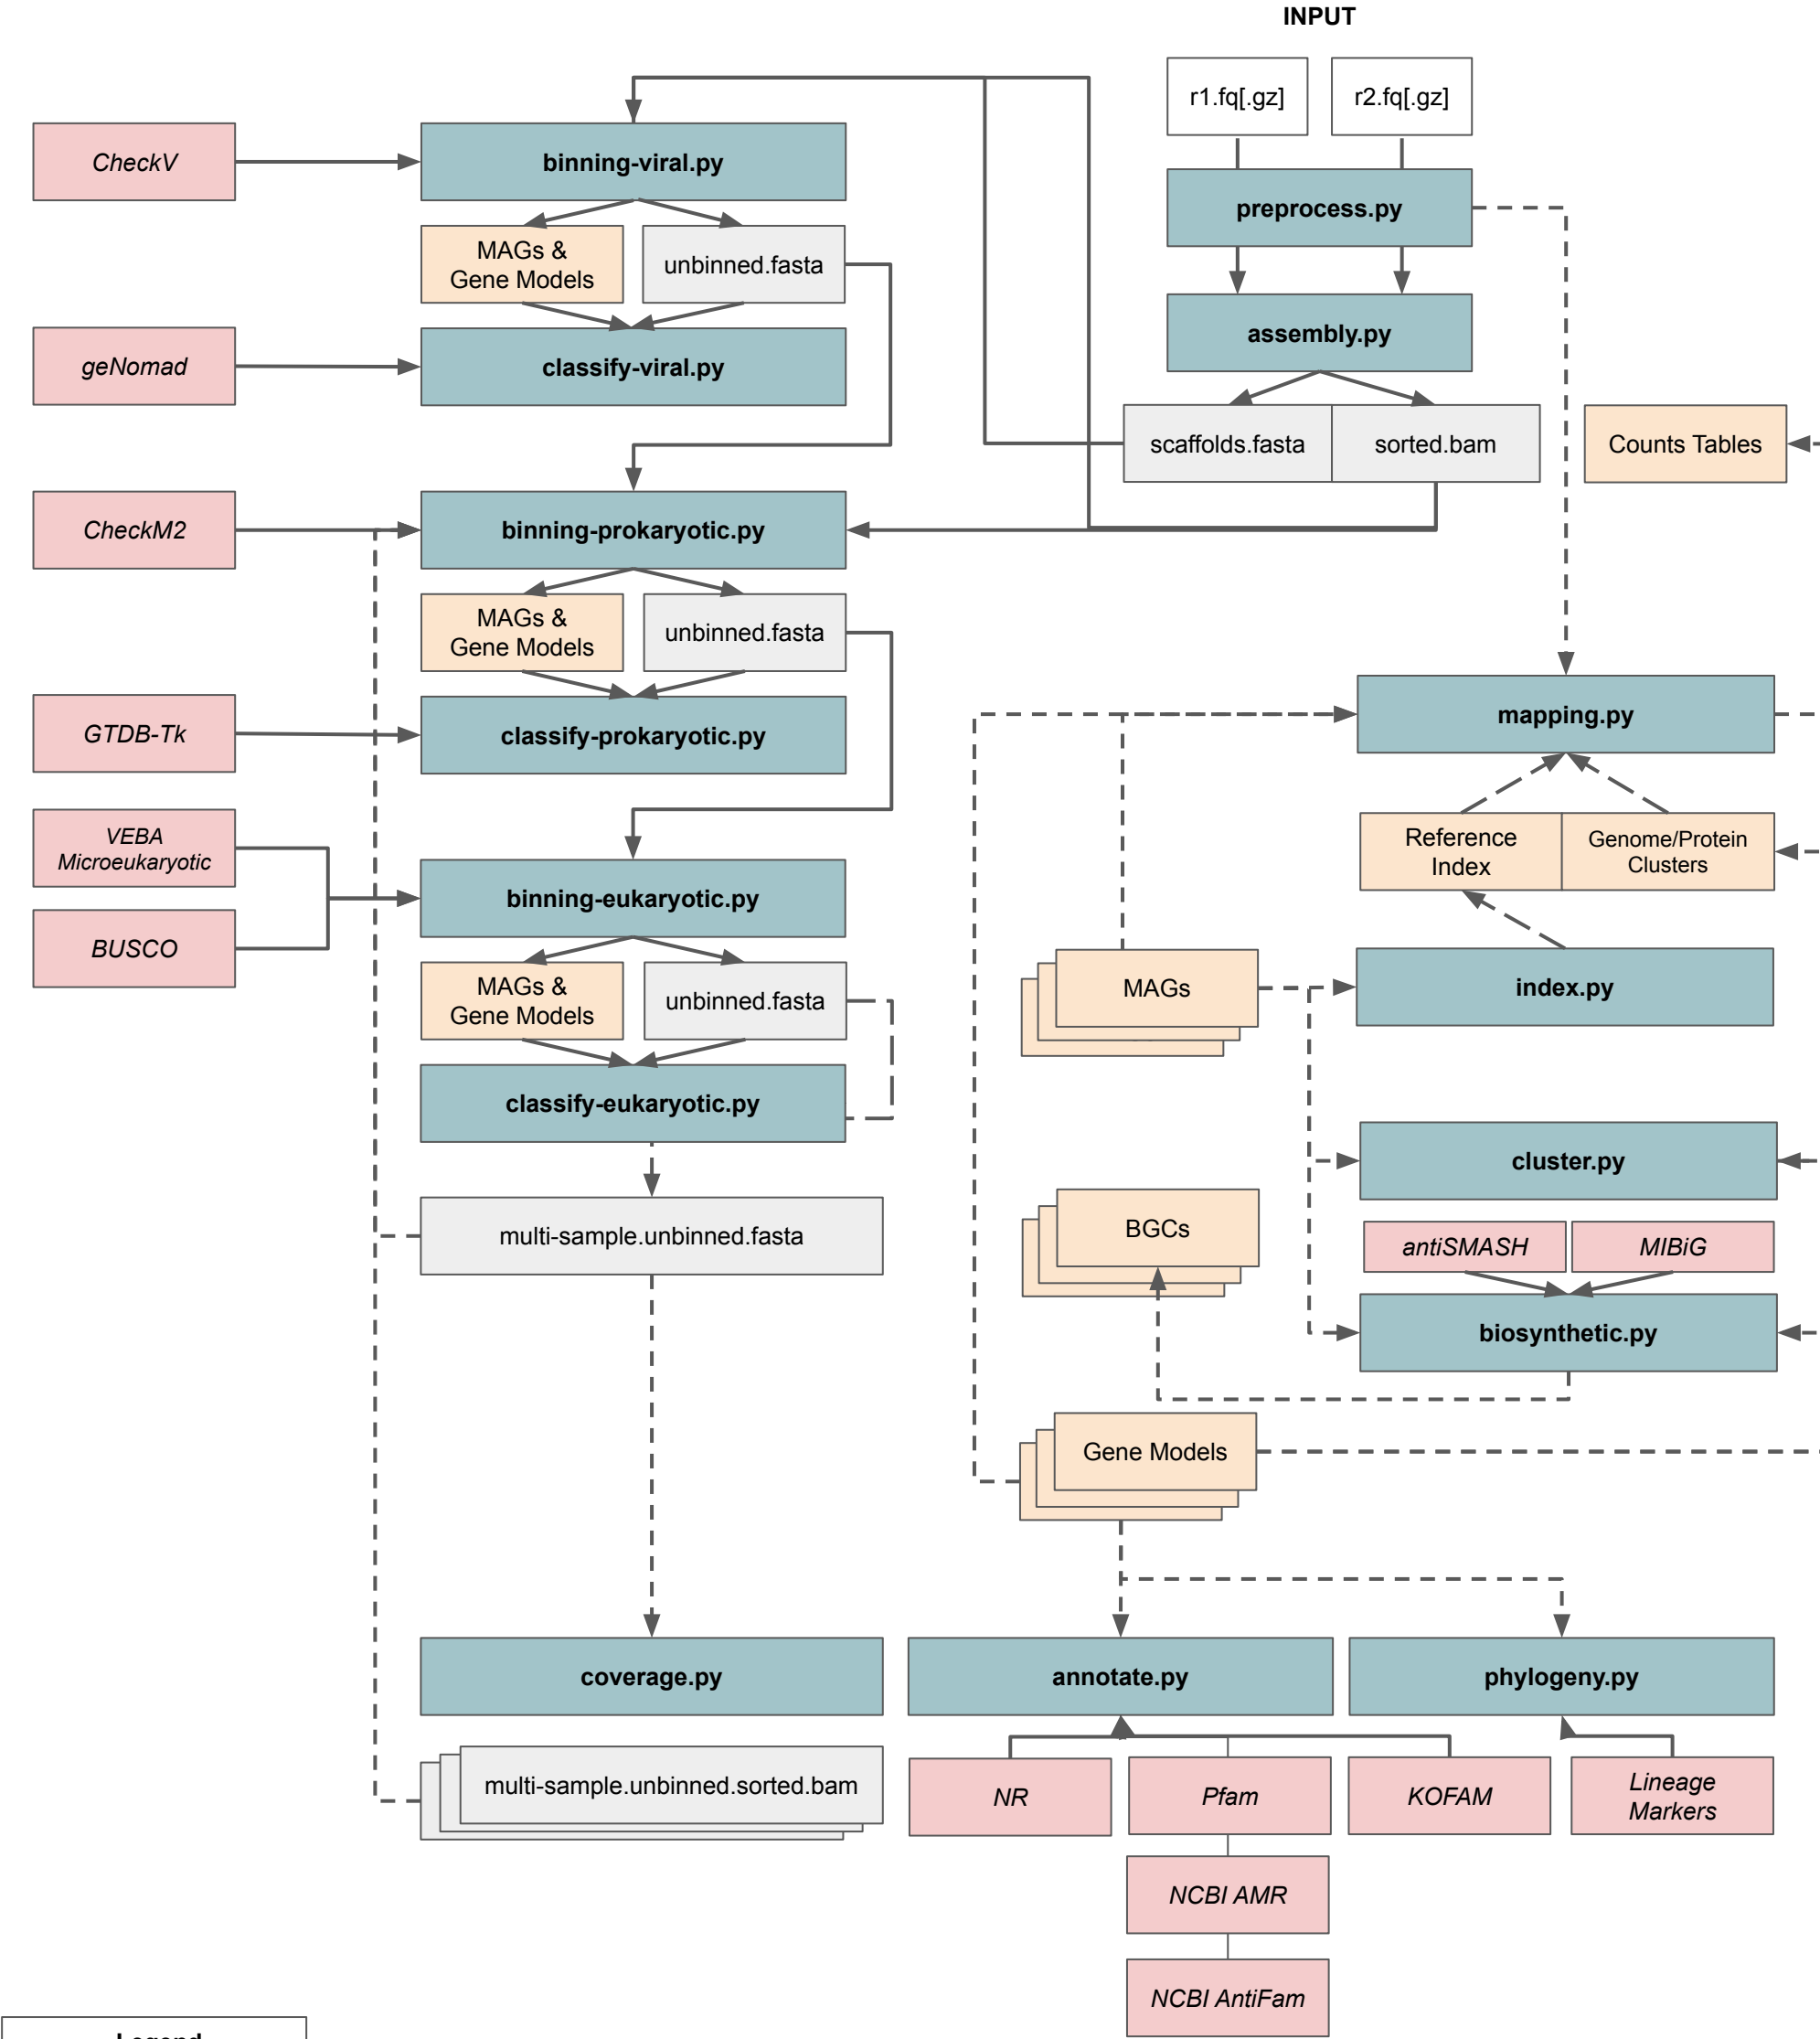 INPUT
r1.fq[.gz]
r2.fq[.gz]
CheckV
binning-viral.py
preprocess.py
MAGs &
Gene Models
unbinned.fasta
assembly.py
geNomad
classify-viral.py
scaffolds.fasta
sorted.bam
Counts Tables
CheckM2
binning-prokaryotic.py
MAGs &
Gene Models
unbinned.fasta
GTDB-Tk
classify-prokaryotic.py
mapping.py
VEBA
Microeukaryotic
Reference
Index
Genome/Protein
Clusters
binning-eukaryotic.py
BUSCO
MAGs &
Gene Models
unbinned.fasta
MAGs
index.py
classify-eukaryotic.py
cluster.py
multi-sample.unbinned.fasta
BGCs
antiSMASH
MIBiG
biosynthetic.py
Gene Models
coverage.py
annotate.py
phylogeny.py
multi-sample.unbinned.sorted.bam
NR
Pfam
KOFAM
Lineage
Markers
NCBI AMR
NCBI AntiFam
Legend